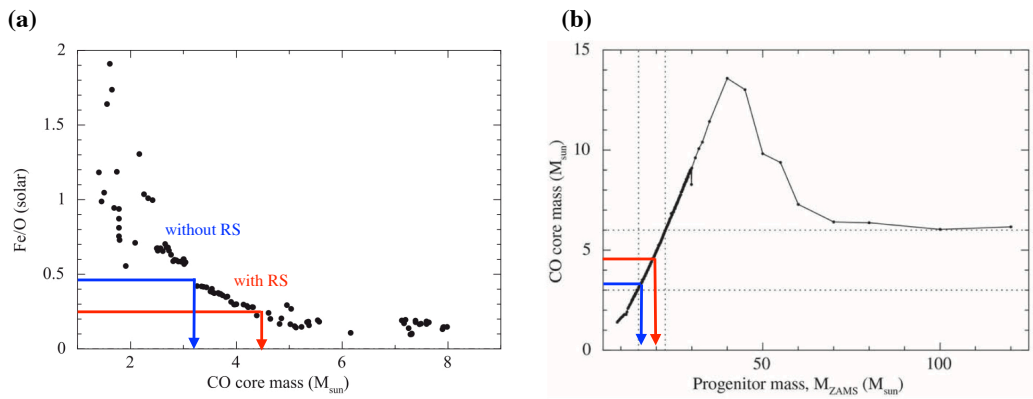 (a)
2
1.5
1
0.5
0
Fe/O (solar)
without RS
with RS
2
4
6
8
CO core mass (M_sun)
(b)
15
10
5
0
CO core mass (M_sun)
50
100
Progenitor mass, M_ZAMS (M_sun)